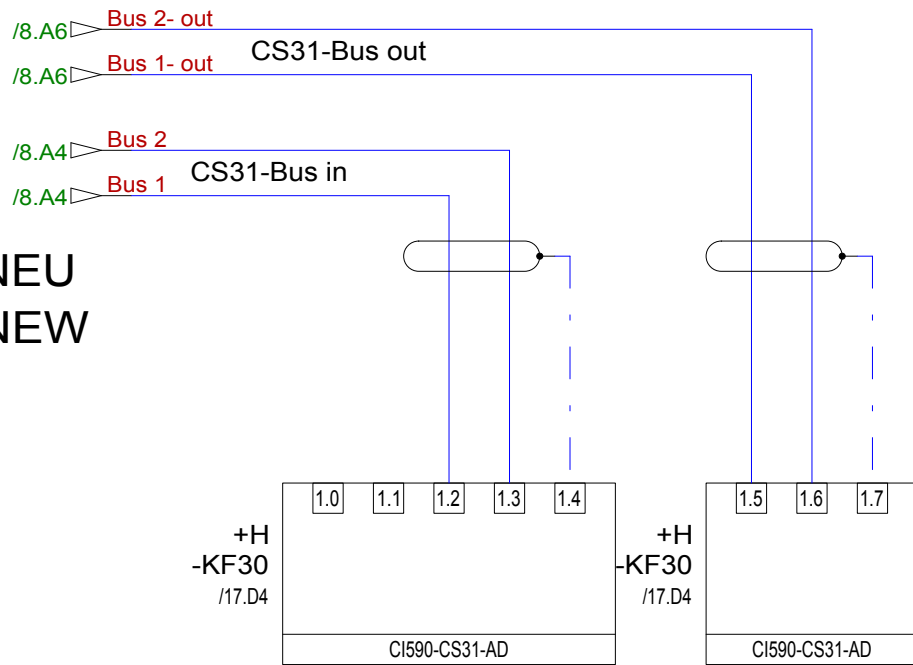 /8.A6 Bus 2- out
CS31-Bus out
/8.A6 Bus 1- out
/8.A4 Bus 2
CS31-Bus in
/8.A4 Bus 1
NEU
NEW
1.0 1.1 1.2 1.3 1.4 1.5 1.6 1.7
+H +H
-KF30 -KF30
/17.D4 /17.D4
CI590-CS31-AD CI590-CS31-AD